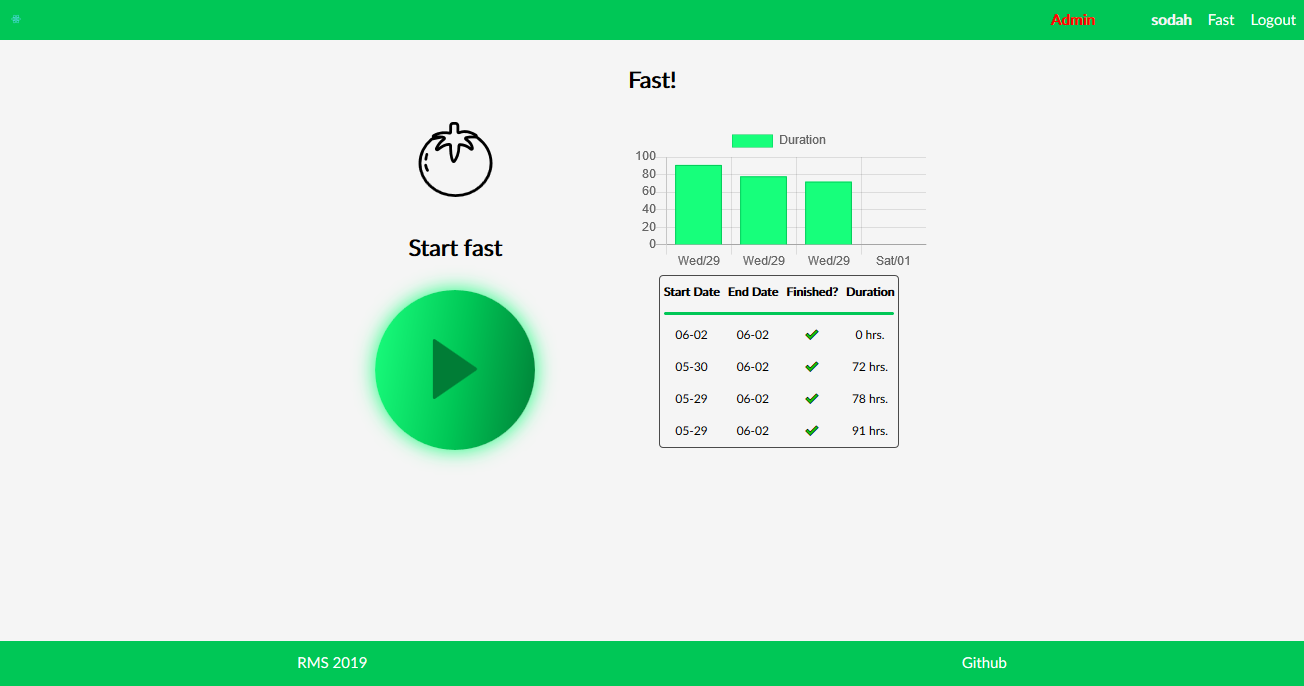 Admin sodah Fast Logout
Fast!
Start fast
Duration
100
80
60
40
20
0
Wed/29 Wed/29 Wed/29 Sat/01
Start Date End Date Finished? Duration
06-02 06-02 0 hrs.
05-30 06-02 72 hrs.
05-29 06-02 78 hrs.
05-29 06-02 91 hrs.
RMS 2019 Github